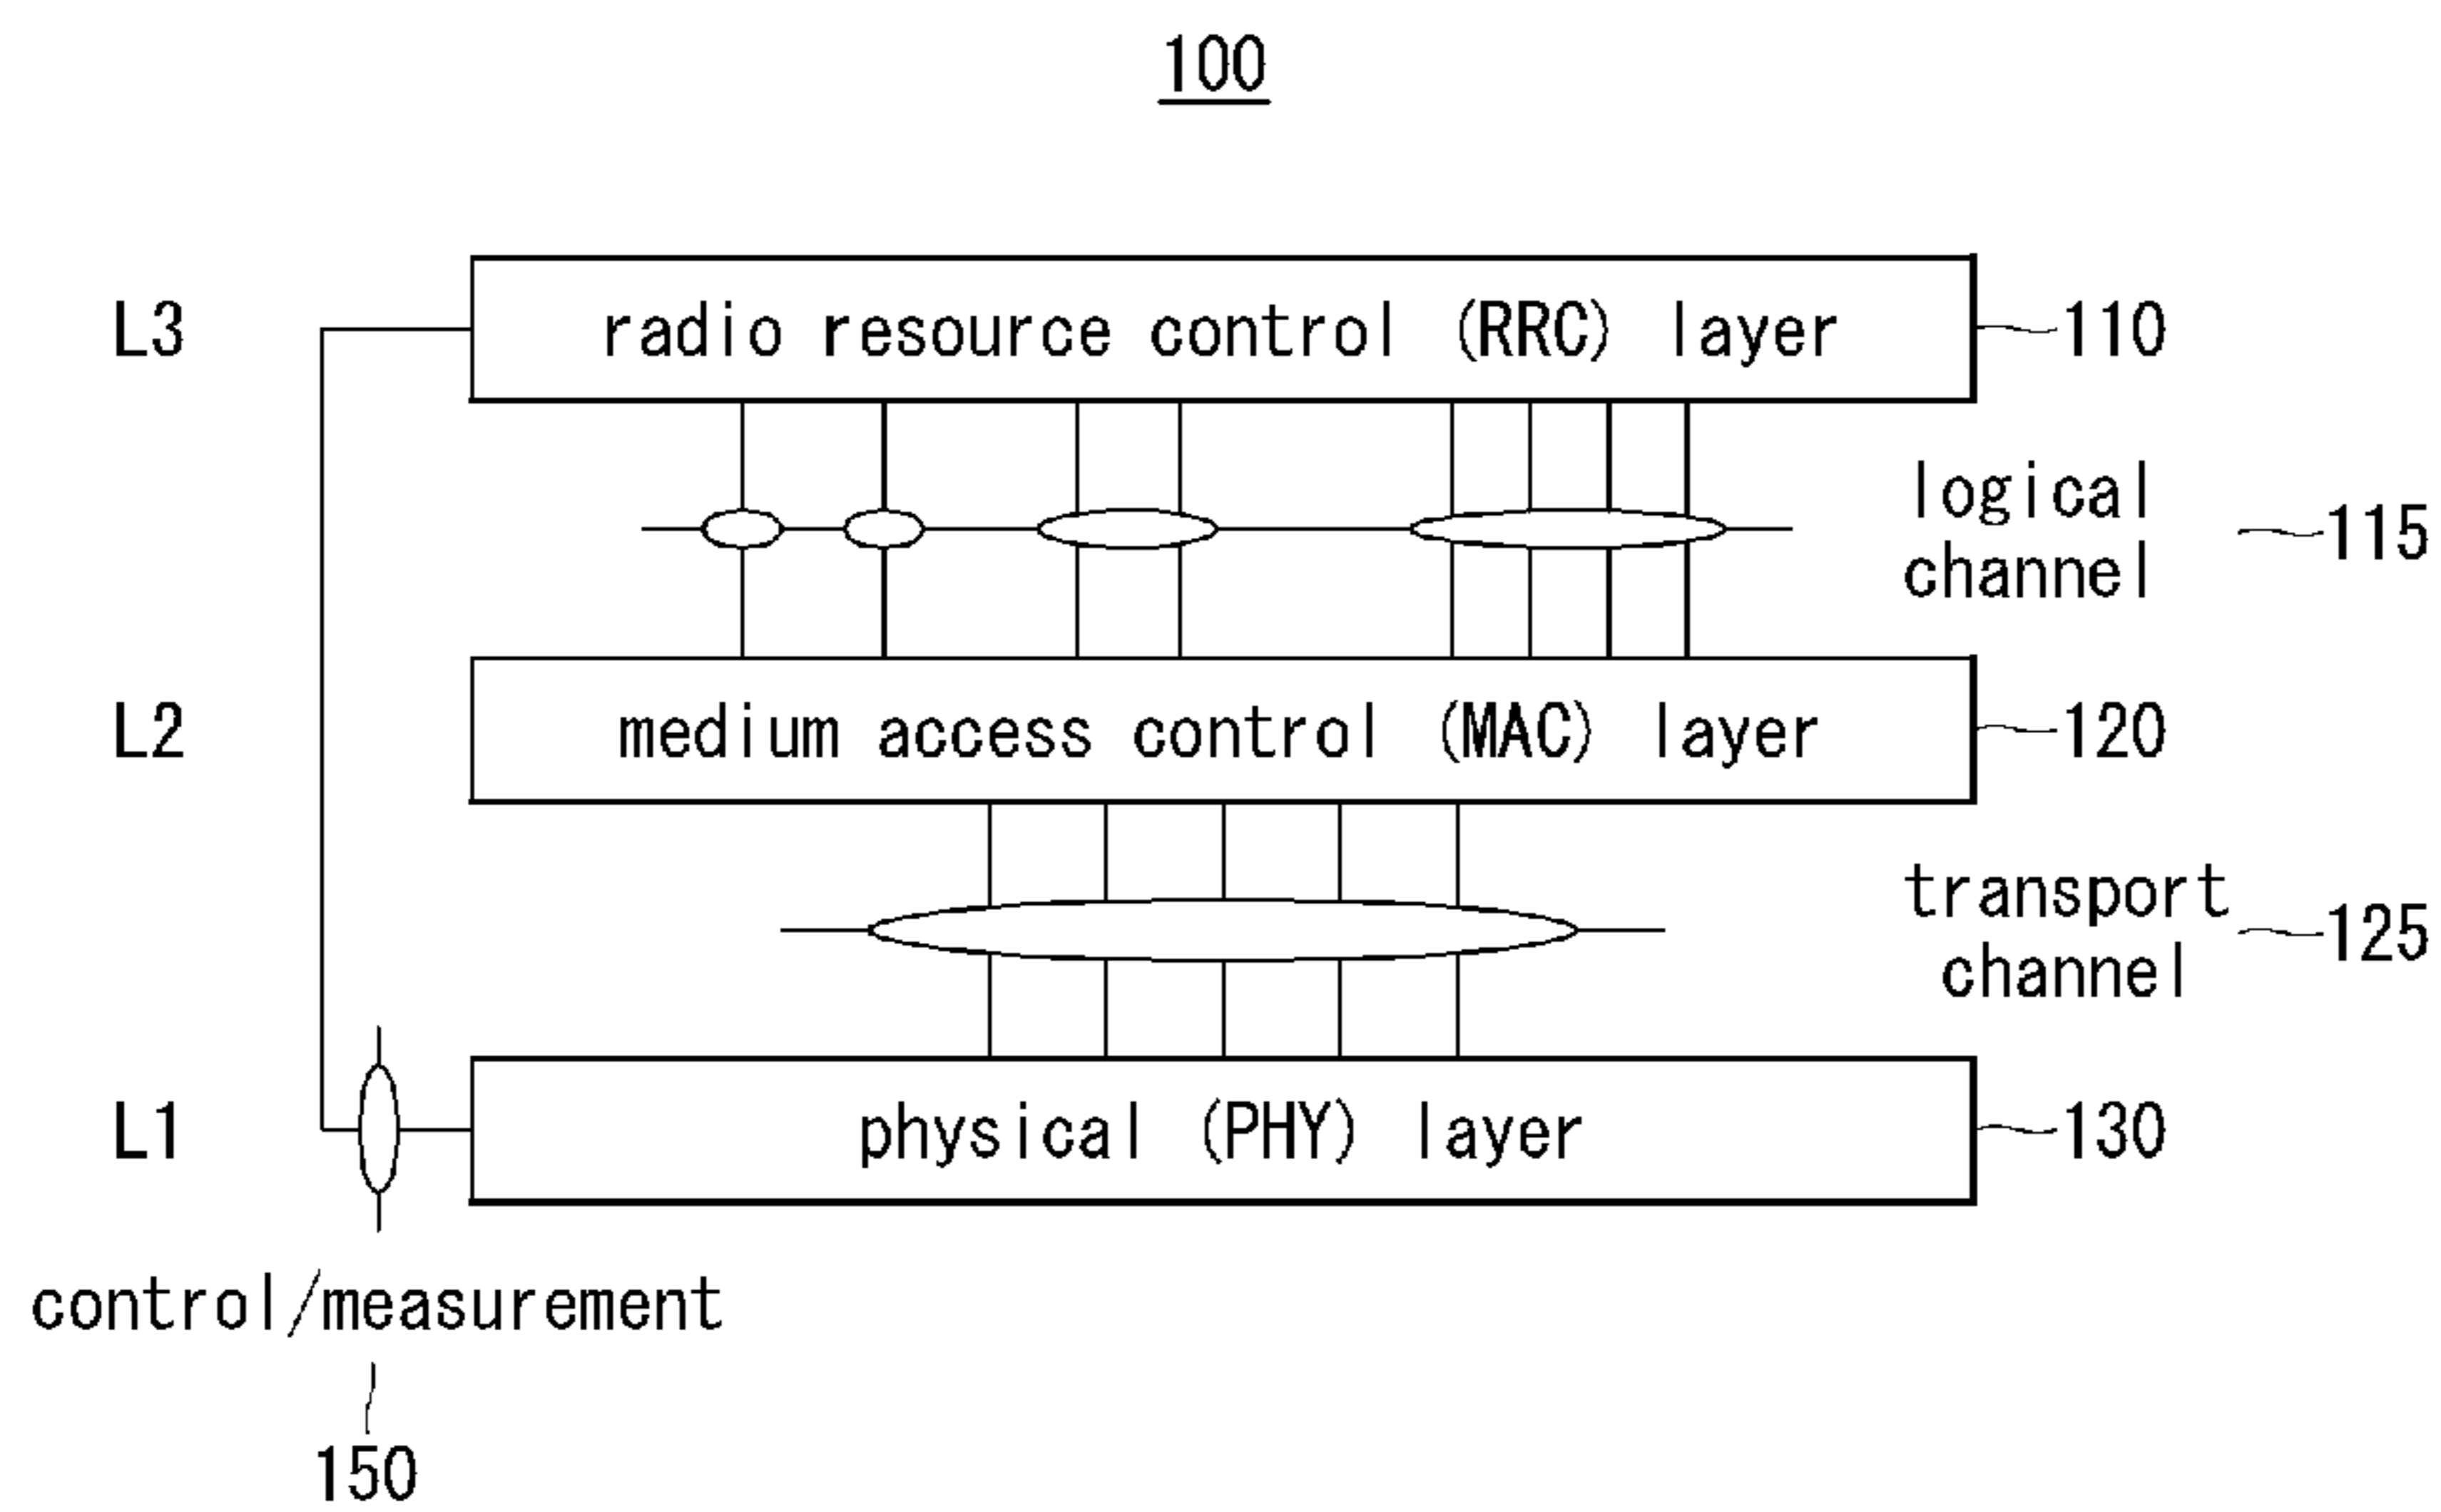 100
L3
radio resource control (RRC) layer
110
logical
channel
115
L2
medium access control (MAC) layer
120
transport
channel
125
L1
physical (PHY) layer
130
control/measurement
150